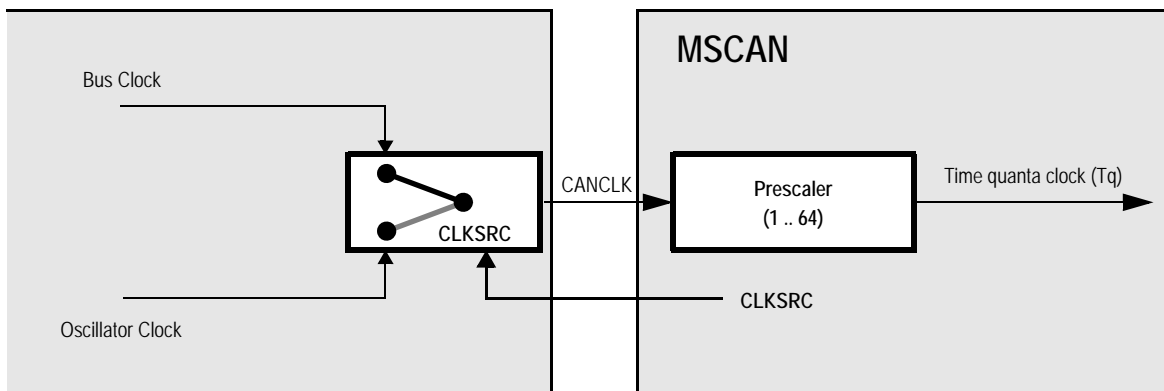 MSCAN
Bus Clock
CANCLK
Prescaler
(1 .. 64)
Time quanta clock (Tq)
CLKSRC
CLKSRC
Oscillator Clock